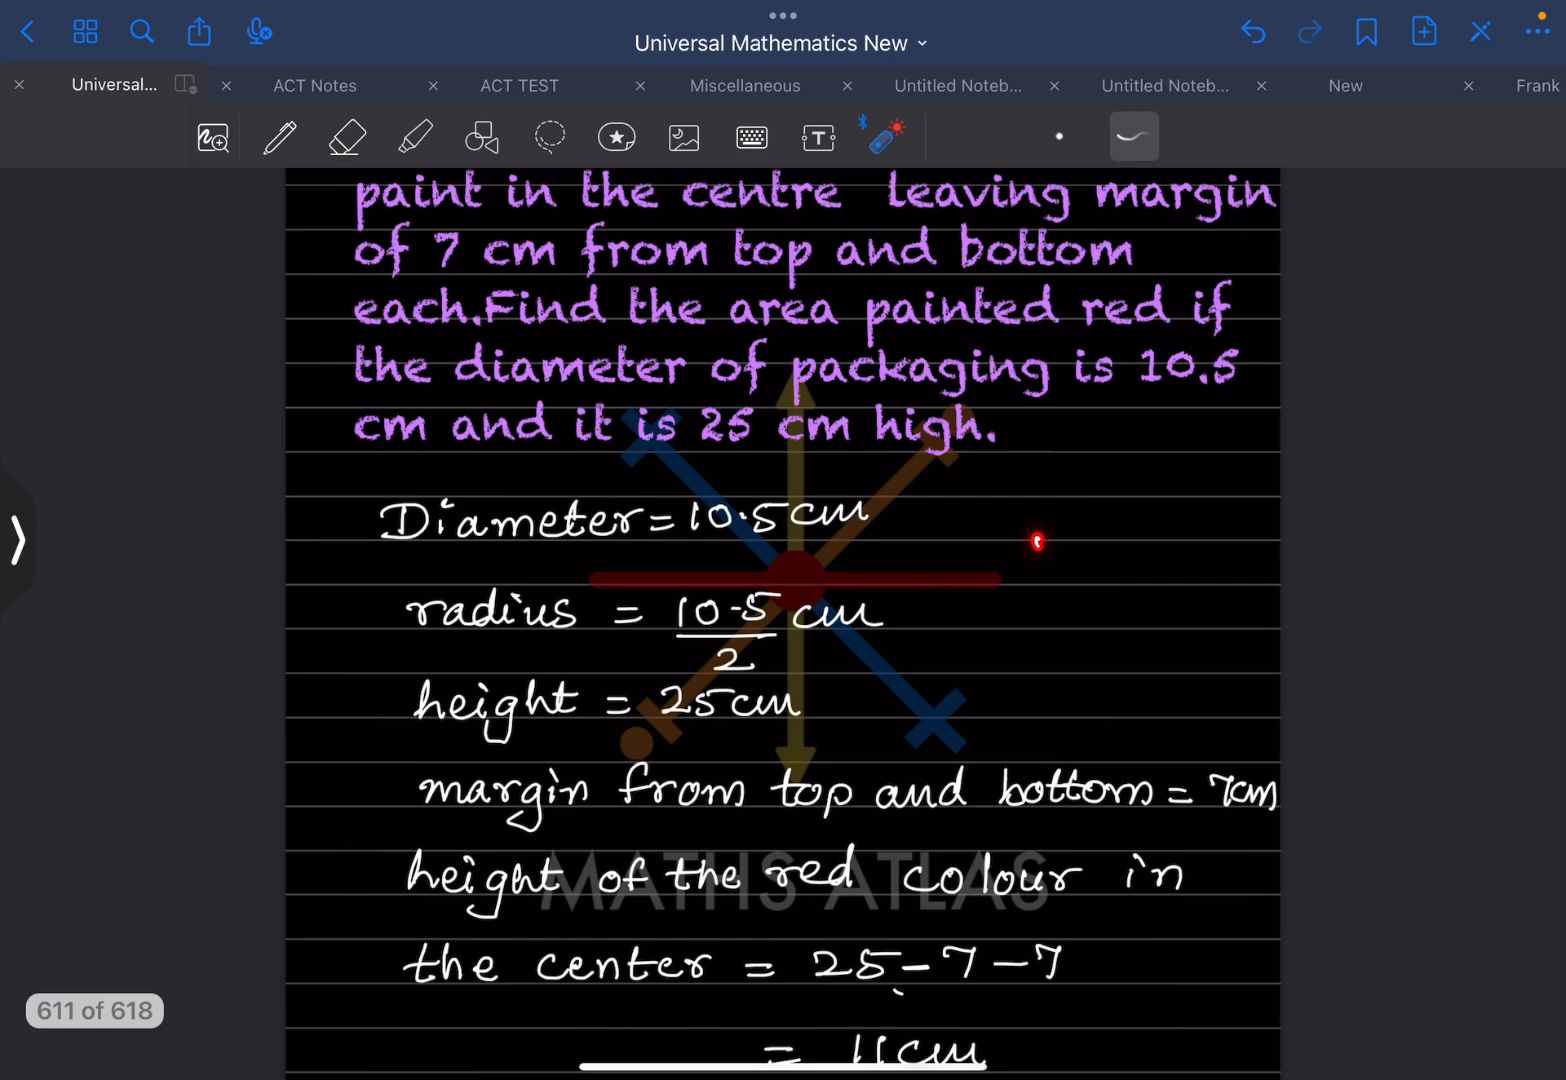 Universal Mathematics New
Universal...
ACT Notes
ACT TEST
Miscellaneous
Untitled Noteb...
Untitled Noteb...
New
Frank
T
paint in the centre leaving margin
of 7 cm from top and bottom
each.Find the area painted red if
the diameter of packaging is 10.5
cm and it is 25 cm high.
Diameter = 10.5 cm
radius = 10.5 cm
2
height = 25 cm
margin from top and bottom = 7cm
MATHS ATLAS
height of the red colour in
the center = 25 - 7 - 7
= 11 cm
611 of 618